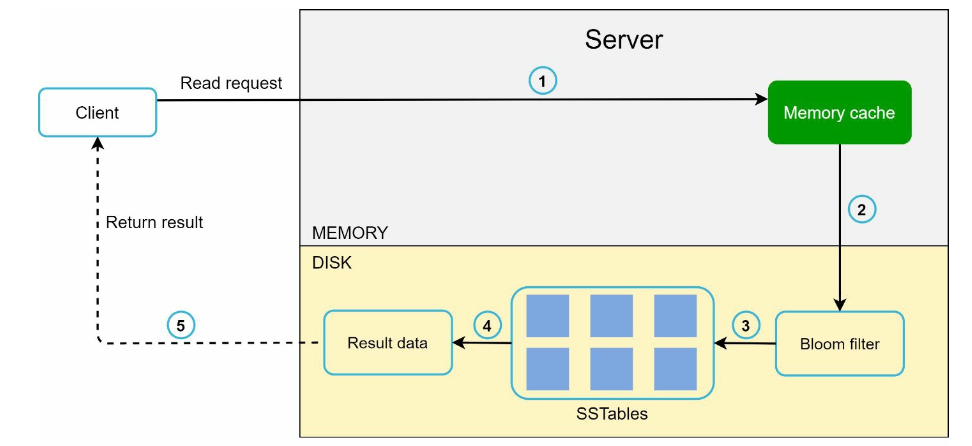 Server
Read request
1
Client
Memory cache
2
Return result
MEMORY
DISK
5
Result data
4
3
Bloom filter
SSTables